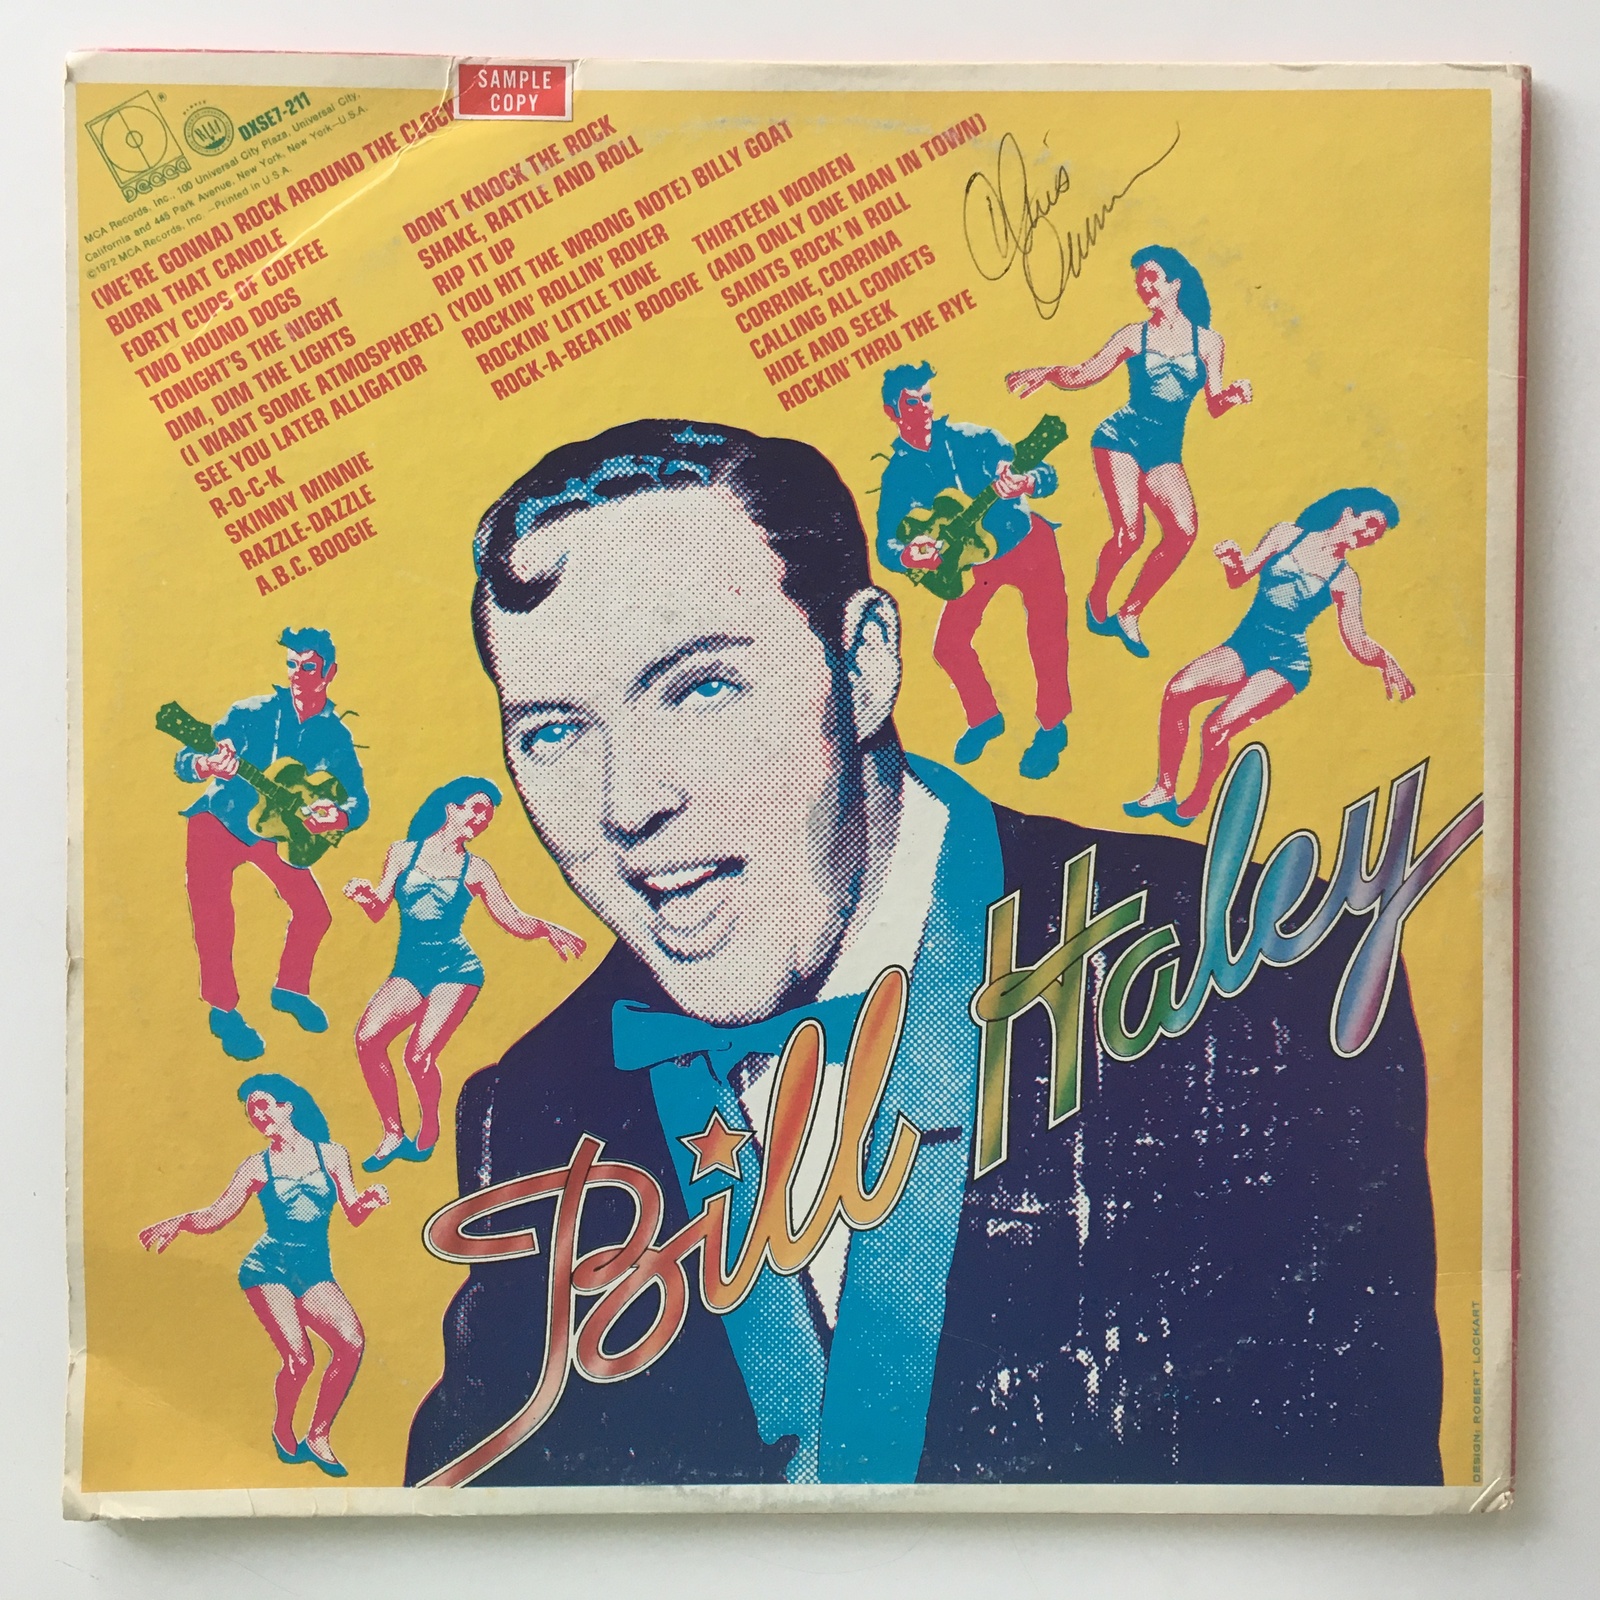 SAMPLE
COPY
DECCA
DXSE7-211
MCA Records, Inc., 100 Universal City Plaza, Universal City,
California and 445 Park Avenue, New York, New York—U.S.A.
©1972 MCA Records, Inc.—Printed in U.S.A.
(WE'RE GONNA) ROCK AROUND THE CLOCK
BURN THAT CANDLE
FORTY CUPS OF COFFEE
TWO HOUND DOGS
TONIGHT'S THE NIGHT
DIM, DIM THE LIGHTS
(I WANT SOME ATMOSPHERE)
SEE YOU LATER ALLIGATOR
R-O-C-K
SKINNY MINNIE
RAZZLE-DAZZLE
A.B.C. BOOGIE
DON'T KNOCK THE ROCK
SHAKE, RATTLE AND ROLL
RIP IT UP
(YOU HIT THE WRONG NOTE) BILLY GOAT
ROCKIN' ROLLIN' ROVER
ROCKIN' LITTLE TUNE
ROCK-A-BEATIN' BOOGIE
THIRTEEN WOMEN
(AND ONLY ONE MAN IN TOWN)
SAINTS ROCK 'N ROLL
CORRINE, CORRINA
CALLING ALL COMETS
HIDE AND SEEK
ROCKIN' THRU THE RYE
Chris
Bill Haley
DESIGN: ROBERT LOCKART